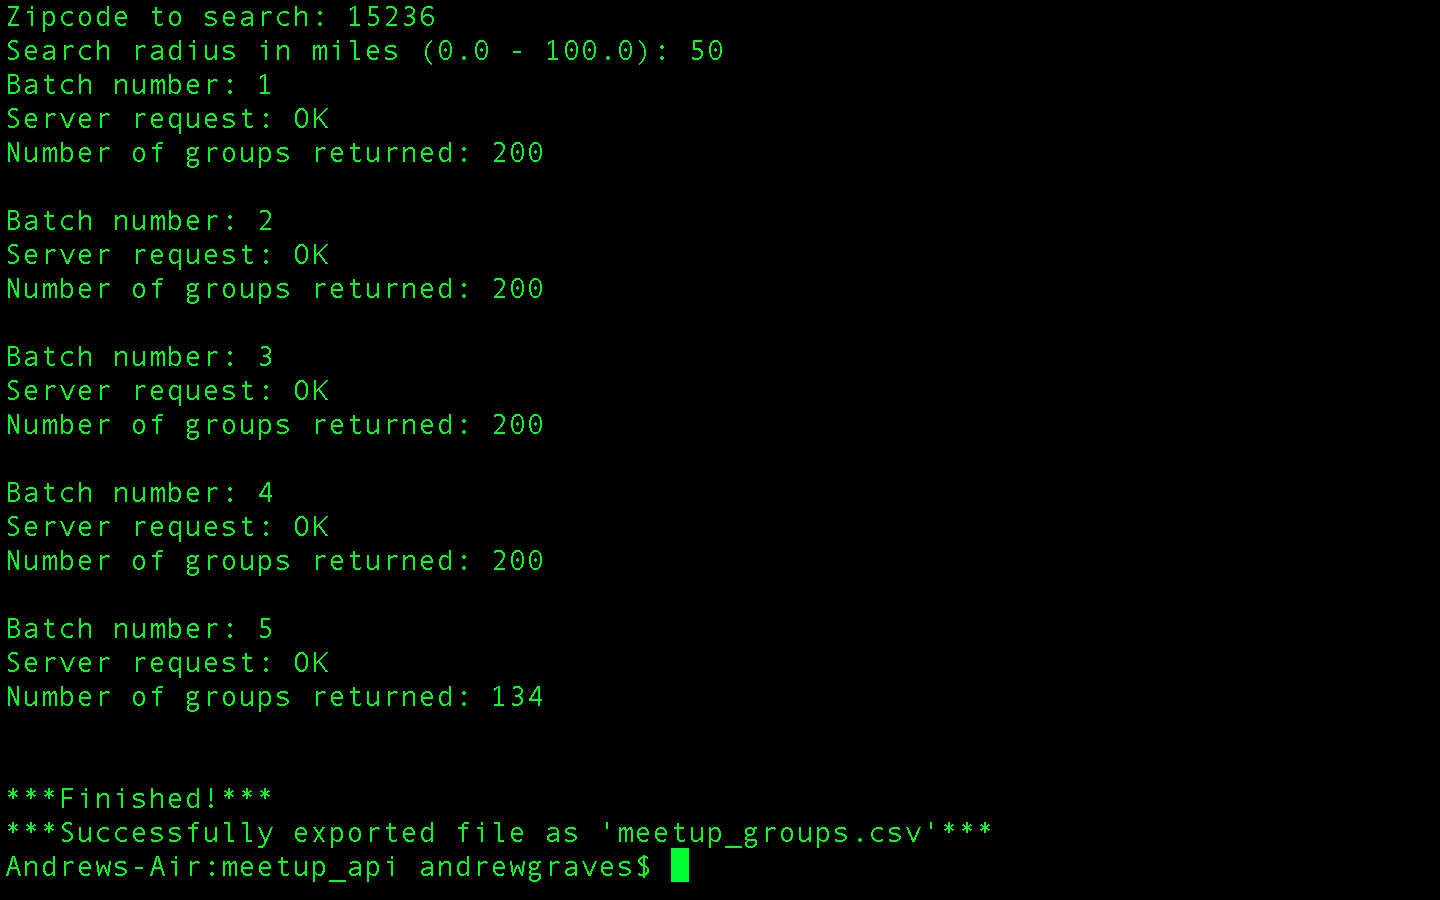 Zipcode to search: 15236
Search radius in miles (0.0 - 100.0): 50
Batch number: 1
Server request: OK
Number of groups returned: 200
Batch number: 2
Server request: OK
Number of groups returned: 200
Batch number: 3
Server request: OK
Number of groups returned: 200
Batch number: 4
Server request: OK
Number of groups returned: 200
Batch number: 5
Server request: OK
Number of groups returned: 134
***Finished!***
***Successfully exported file as 'meetup_groups.csv'***
Andrews-Air:meetup_api andrewgraves$